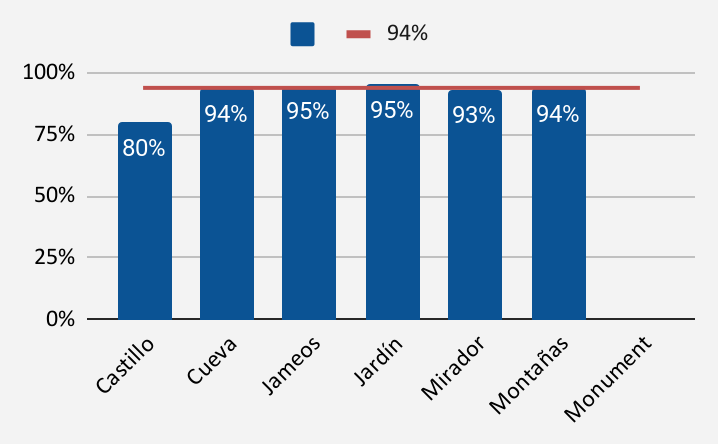 94%
100%
75%
50%
25%
0%
80%
94%
95%
95%
93%
94%
Castillo
Cueva
Jameos
Jardín
Mirador
Montañas
Monument